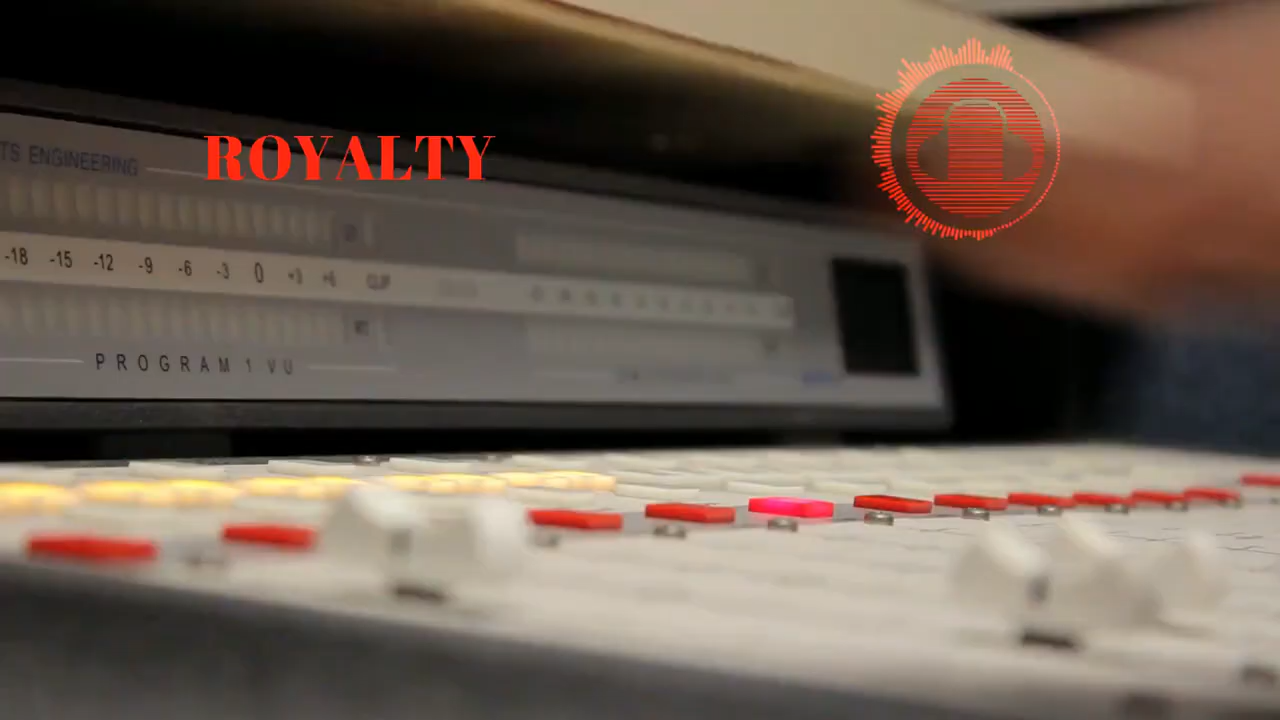 ROYALTY
TS ENGINEERING
-18 -15 -12 -9 -6 -3 0 +3 +6 CLIP
PROGRAM 1 VU